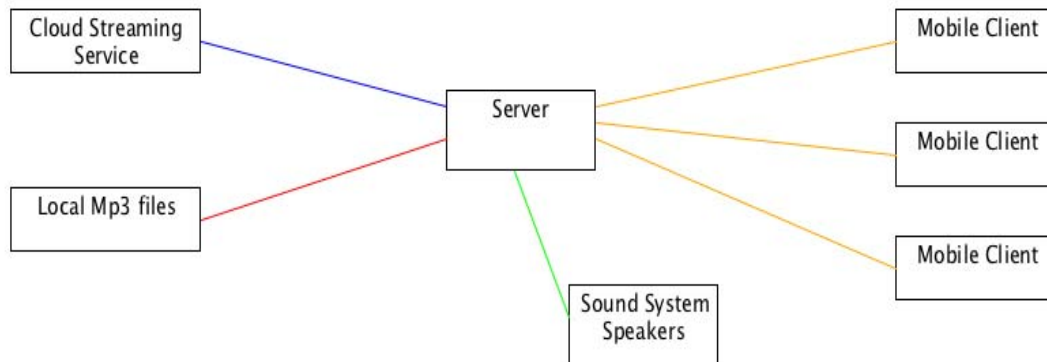 Cloud Streaming
Service
Server
Local Mp3 files
Sound System
Speakers
Mobile Client
Mobile Client
Mobile Client